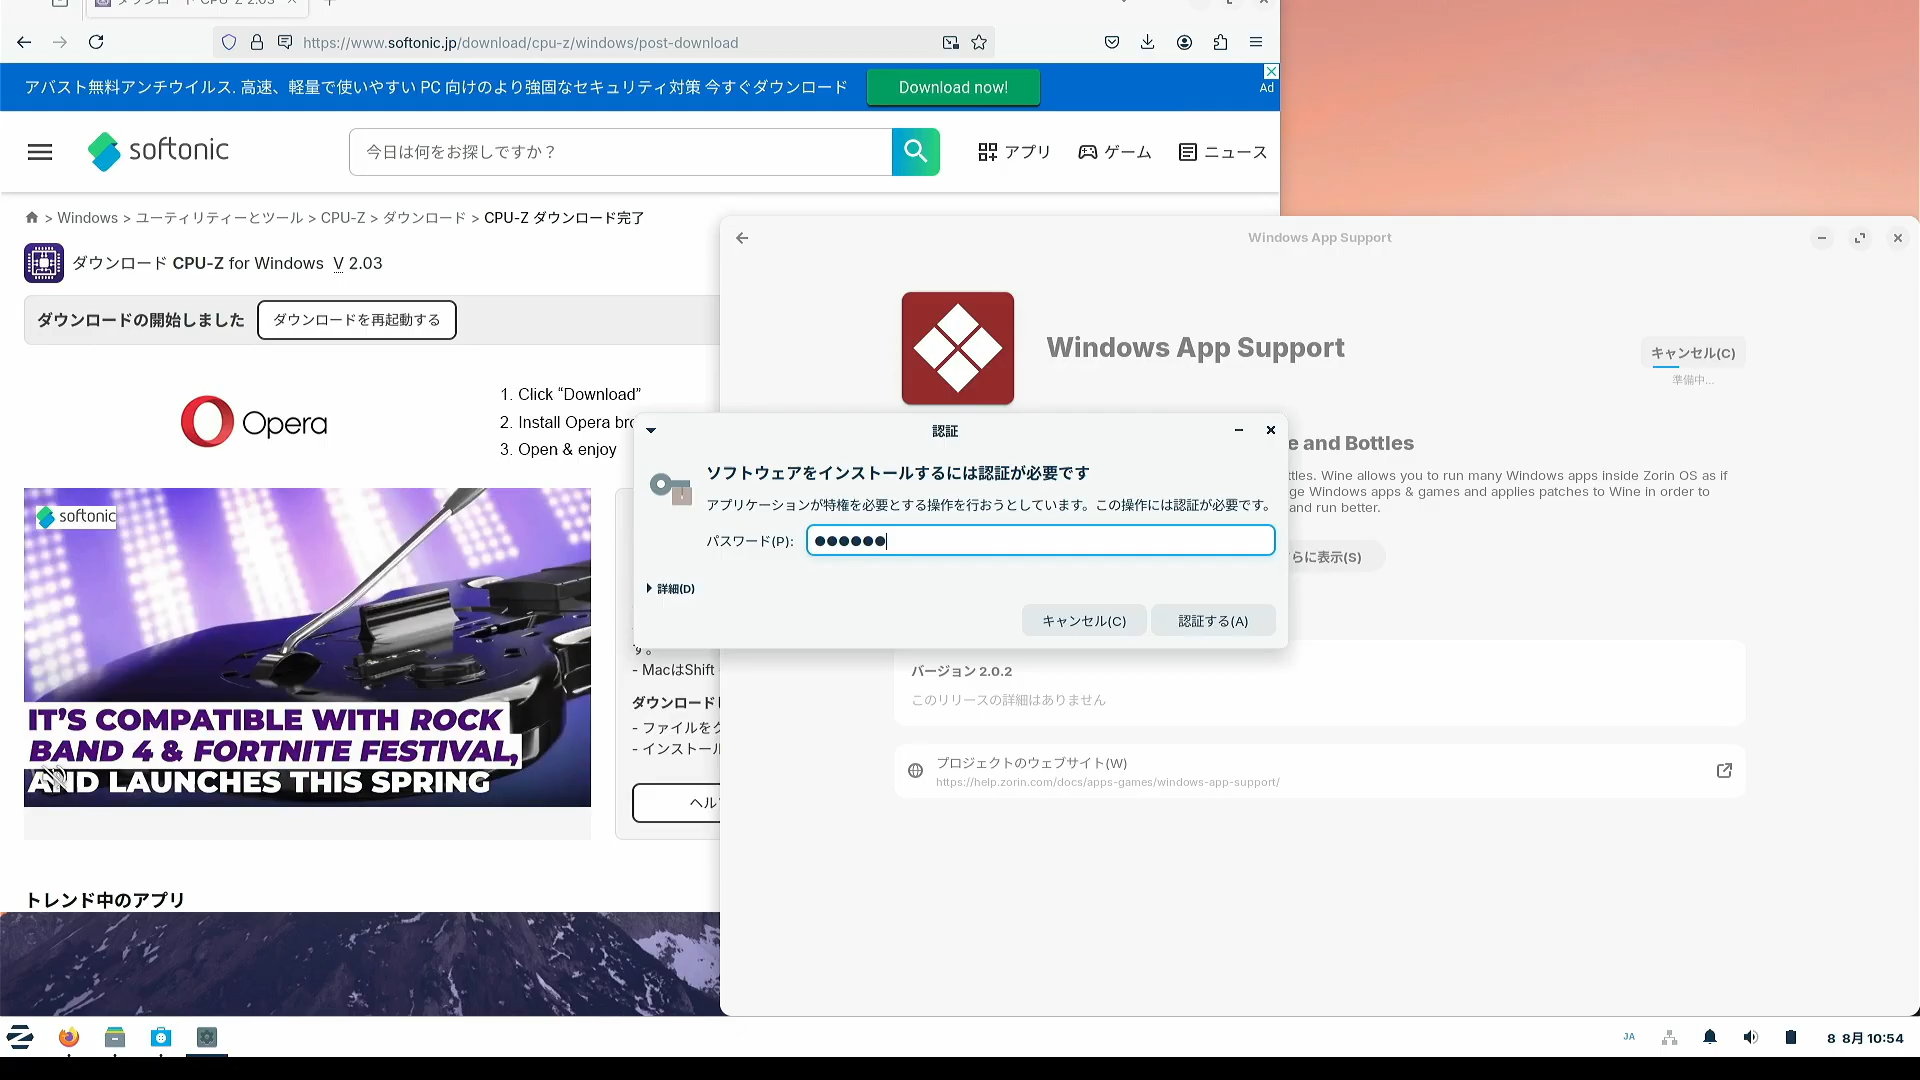 ダウンロード CPU-Z 2.03
https://www.softonic.jp/download/cpu-z/windows/post-download
アバスト無料アンチウイルス. 高速、軽量で使いやすい PC 向けのより強固なセキュリティ対策 今すぐダウンロード
Download now!
Ad
softonic
今日は何をお探しですか？
アプリ
ゲーム
ニュース
> Windows > ユーティリティーとツール > CPU-Z > ダウンロード > CPU-Z ダウンロード完了
ダウンロード CPU-Z for Windows V 2.03
ダウンロードの開始しました
ダウンロードを再起動する
Opera
1. Click “Download”
2. Install Opera
3. Open & enjoy
softonic
IT’S COMPATIBLE WITH ROCK
BAND 4 & FORTNITE FESTIVAL,
AND LAUNCHES THIS SPRING
す。
- MacはShift
ダウンロード
- ファイルを
- インストール
ヘル
トレンド中のアプリ
Windows App Support
Windows App Support
キャンセル(C)
準備中...
e and Bottles
ttles. Wine allows you to run many Windows apps inside Zorin OS as if
ge Windows apps & games and applies patches to Wine in order to
and run better.
らに表示(S)
バージョン 2.0.2
このリリースの詳細はありません
プロジェクトのウェブサイト(W)
https://help.zorin.com/docs/apps-games/windows-app-support/
認証
ソフトウェアをインストールするには認証が必要です
アプリケーションが特権を必要とする操作を行おうとしています。この操作には認証が必要です。
パスワード(P): ●●●●●●
詳細(D)
キャンセル(C)
認証する(A)
JA
8 8月 10:54